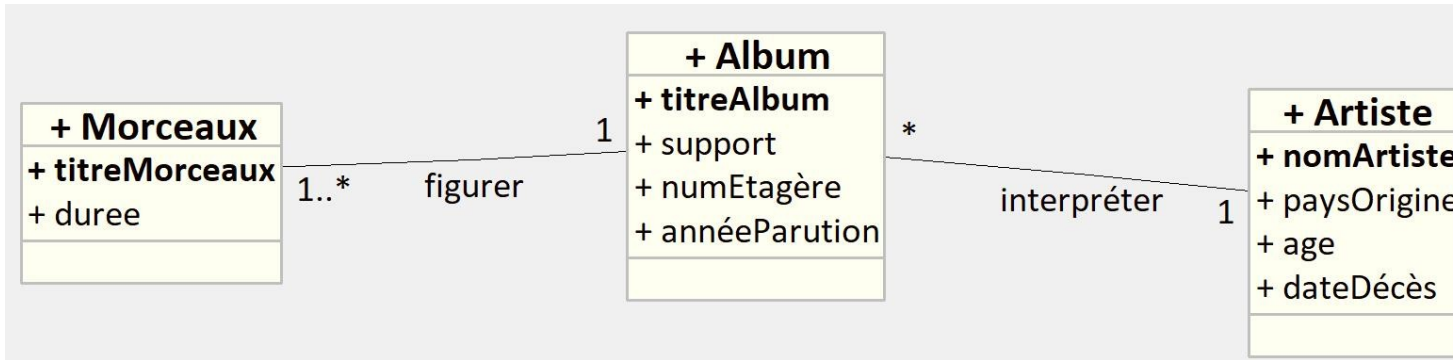 + Morceaux
+ titreMorceaux
+ duree
1..*
figurer
1
+ Album
+ titreAlbum
+ support
+ numEtagère
+ annéeParution
*
interpréter
1
+ Artiste
+ nomArtiste
+ paysOrigine
+ age
+ dateDécès